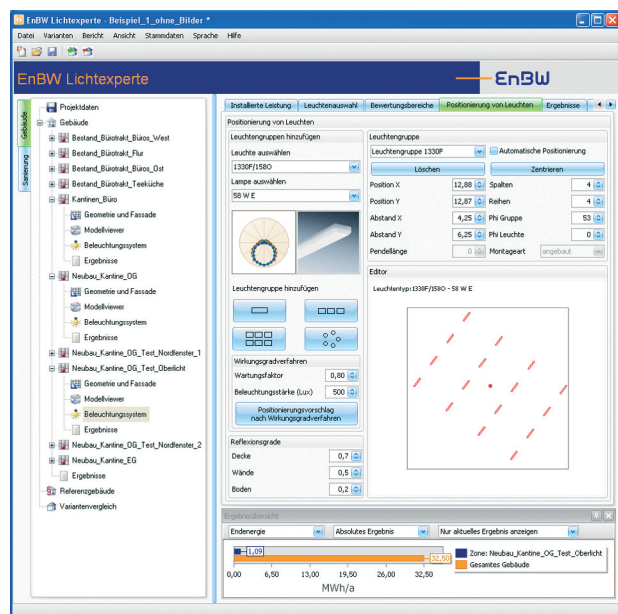 EnBW Lichtexperte - Beispiel_1_ohne_Bilder *
Datei Varianten Bericht Ansicht Stammdaten Sprache Hilfe
EnBW Lichtexperte
EnBW
Gebäude
Sanierung
Projektdaten
Gebäude
Bestand_Bürotrakt_Büros_West
Bestand_Bürotrakt_Flur
Bestand_Bürotrakt_Büros_Ost
Bestand_Bürotrakt_Teeküche
Kantinen_Büro
Geometrie und Fassade
Modellviewer
Beleuchtungssystem
Ergebnisse
Neubau_Kantine_OG
Geometrie und Fassade
Modellviewer
Beleuchtungssystem
Ergebnisse
Neubau_Kantine_OG_Test_Nordfenster_1
Neubau_Kantine_OG_Test_Oberlicht
Geometrie und Fassade
Modellviewer
Beleuchtungssystem
Ergebnisse
Neubau_Kantine_OG_Test_Nordfenster_2
Neubau_Kantine_EG
Ergebnisse
Referenzgebäude
Variantenvergleich
Installierte Leistung Leuchtenauswahl Bewertungsbereiche Positionierung von Leuchten Ergebnisse
Positionierung von Leuchten
Leuchtengruppen hinzufügen
Leuchte auswählen
1330F/158O
Lampe auswählen
58 W E
Leuchtengruppe hinzufügen
Wirkungsgradverfahren
Wartungsfaktor 0,80
Beleuchtungsstärke (Lux) 500
Positionierungsvorschlag
nach Wirkungsgradverfahren
Reflexionsgrade
Decke 0,7
Wände 0,5
Boden 0,2
Leuchtengruppe
Leuchtengruppe 1330F Automatische Positionierung
Löschen Zentrieren
Position X 12,88 Spalten 4
Position Y 12,87 Reihen 4
Abstand X 4,25 Phi Gruppe 53
Abstand Y 6,25 Phi Leuchte 0
Pendellänge 0 Montageart angebaut
Editor
Leuchtentyp: 1330F/158O - 58 W E
Ergebnisübersicht
Endenergie Absolutes Ergebnis Nur aktuelles Ergebnis anzeigen
1,09
32,50
0,00 6,50 13,00 19,50 26,00 32,50
MWh/a
Zone: Neubau_Kantine_OG_Test_Oberlicht
Gesamtes Gebäude